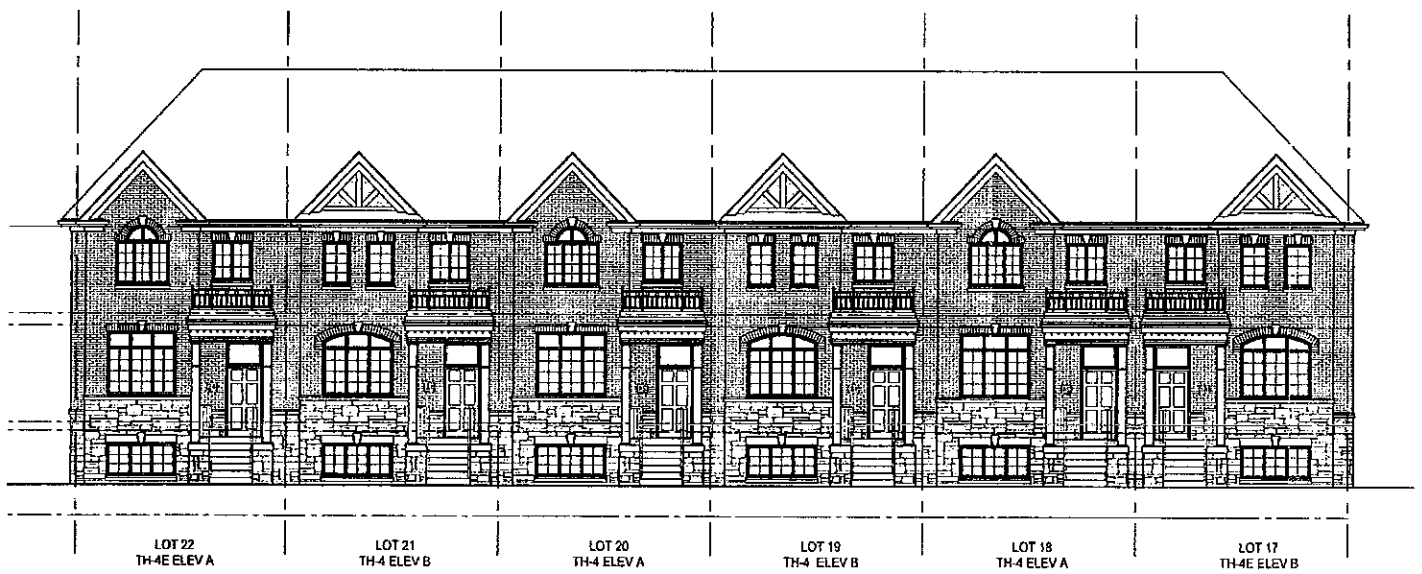 LOT 22
TH-4E ELEV A
LOT 21
TH-4 ELEV B
LOT 20
TH-4 ELEV A
LOT 19
TH-4 ELEV B
LOT 18
TH-4 ELEV A
LOT 17
TH-4E ELEV B